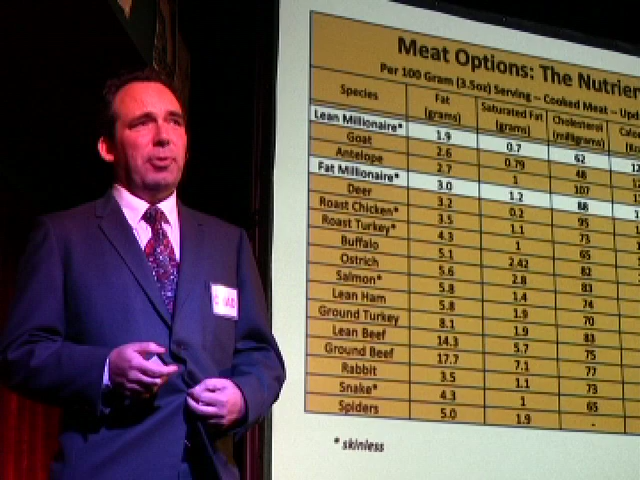 Meat Options: The Nutrien
Per 100 Gram (3.5oz) Serving – Cooked Meat – Upd
Species Fat (grams) Saturated Fat (grams) Cholesterol (milligrams) Calo
Lean Millionaire* 1.9 0.7 62 12
Goat 2.6 0.79 48
Antelope 2.7 1 107
Fat Millionaire* 3.0 1.2 88
Deer 3.2 0.2 95
Roast Chicken* 3.5 1.1 73
Roast Turkey* 4.3 1 65
Buffalo 5.1 2.42 82
Ostrich 5.6 2.8 83
Salmon* 5.8 1.4 74
Lean Ham 5.8 1.9 70
Ground Turkey 8.1 1.9 83
Lean Beef 14.3 5.7 75
Ground Beef 17.7 7.1 77
Rabbit 3.5 1.1 73
Snake* 4.3 1 65
Spiders 5.0 1.9 -
* skinless